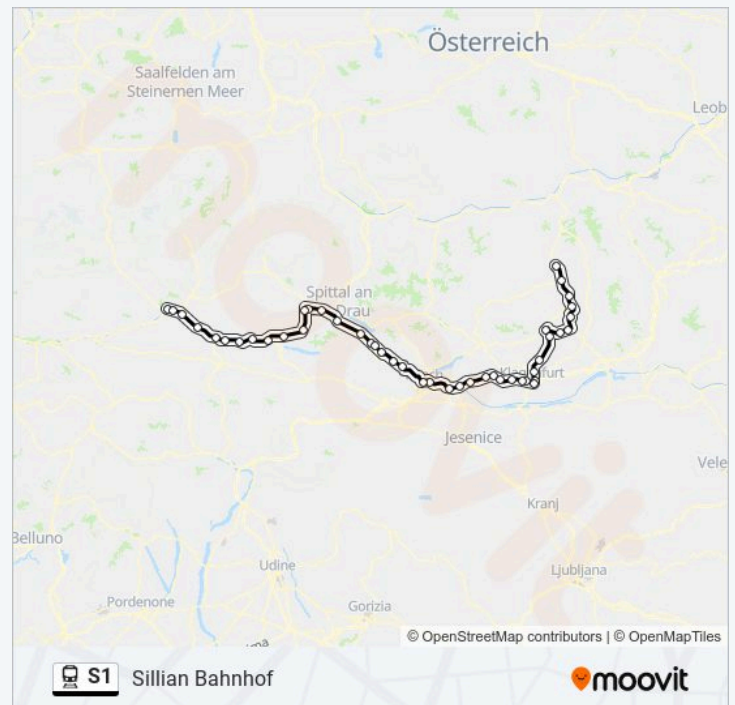 Österreich
Saalfelden am
Steinernen Meer
Leob
Spittal an
Drau
Klagenfurt
Jesenice
Vele
Kranj
Belluno
Udine
Ljubljana
Pordenone
Gorizia
moovit
© OpenStreetMap contributors | © OpenMapTiles
S1
Sillian Bahnhof
moovit